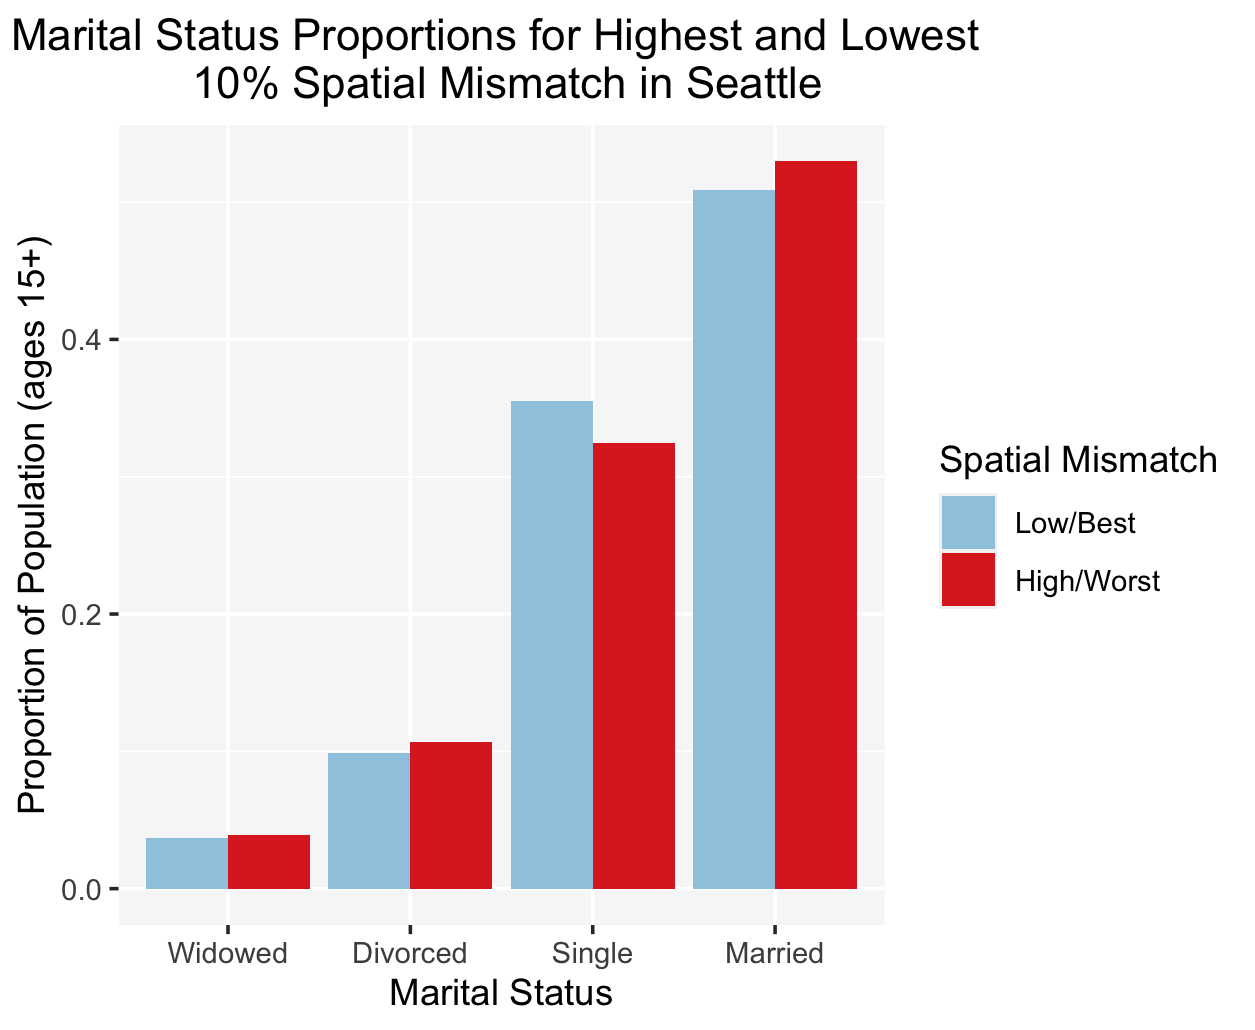 Marital Status Proportions for Highest and Lowest
10% Spatial Mismatch in Seattle
Proportion of Population (ages 15+)
0.4
0.2
0.0
Widowed
Divorced
Single
Married
Marital Status
Spatial Mismatch
Low/Best
High/Worst